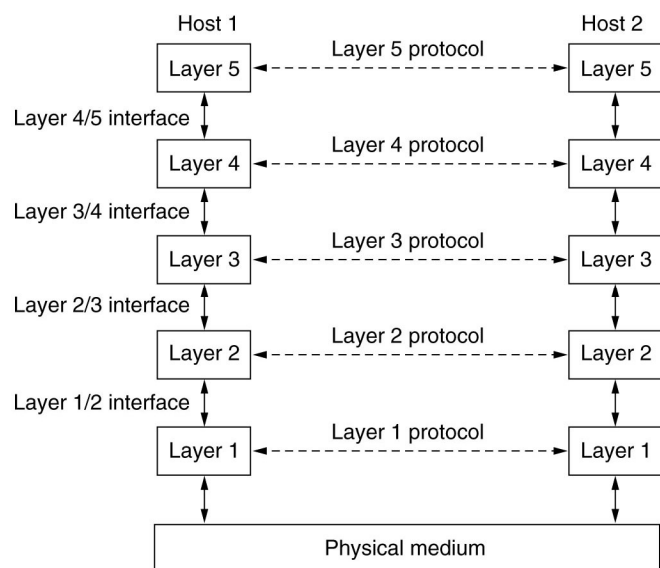 Host 1
Host 2
Layer 5 protocol
Layer 5
Layer 5
Layer 4/5 interface
Layer 4 protocol
Layer 4
Layer 4
Layer 3/4 interface
Layer 3 protocol
Layer 3
Layer 3
Layer 2/3 interface
Layer 2 protocol
Layer 2
Layer 2
Layer 1/2 interface
Layer 1 protocol
Layer 1
Layer 1
Physical medium